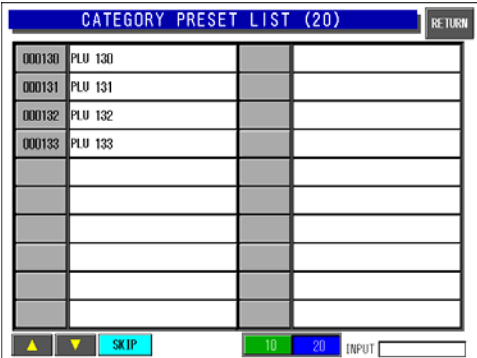 CATEGORY PRESET LIST (20)
RETURN
000130 PLU 130
000131 PLU 131
000132 PLU 132
000133 PLU 133
SKIP 10 20 INPUT